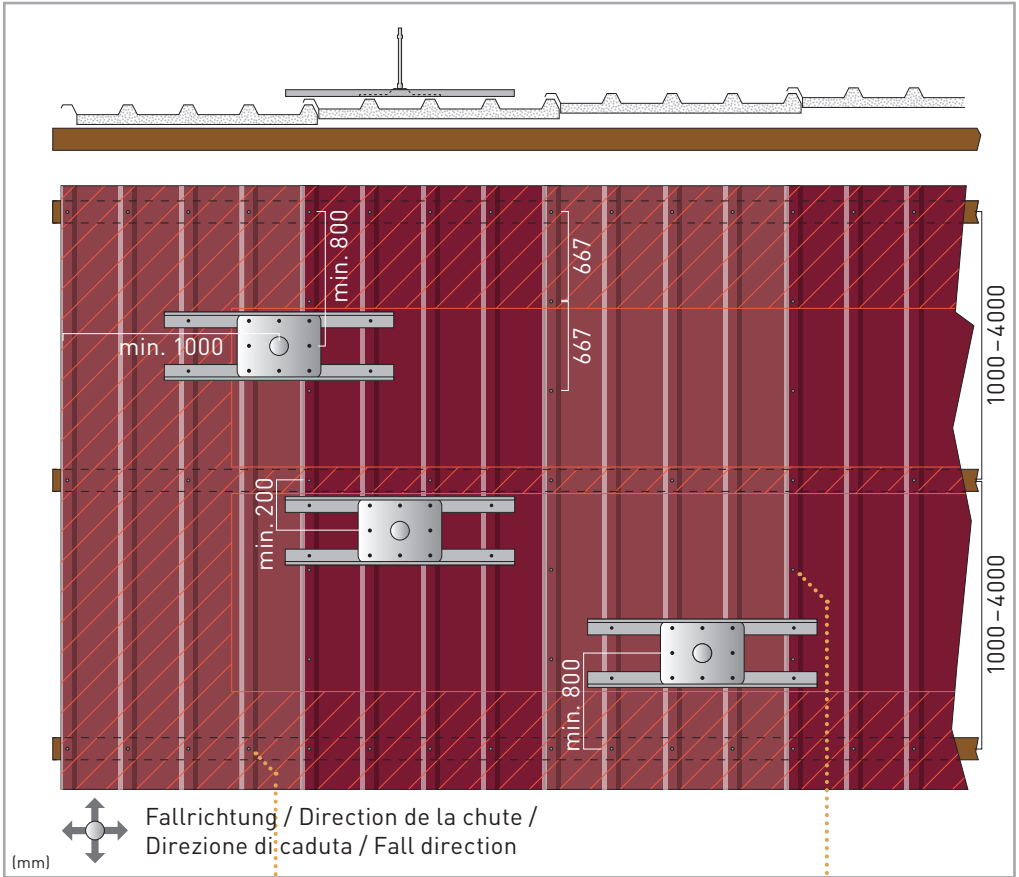 min. 800
667
min. 1000
667
1000 – 4000
min. 200
min. 800
1000 – 4000
Fallrichtung / Direction de la chute /
Direzione di caduta / Fall direction
(mm)